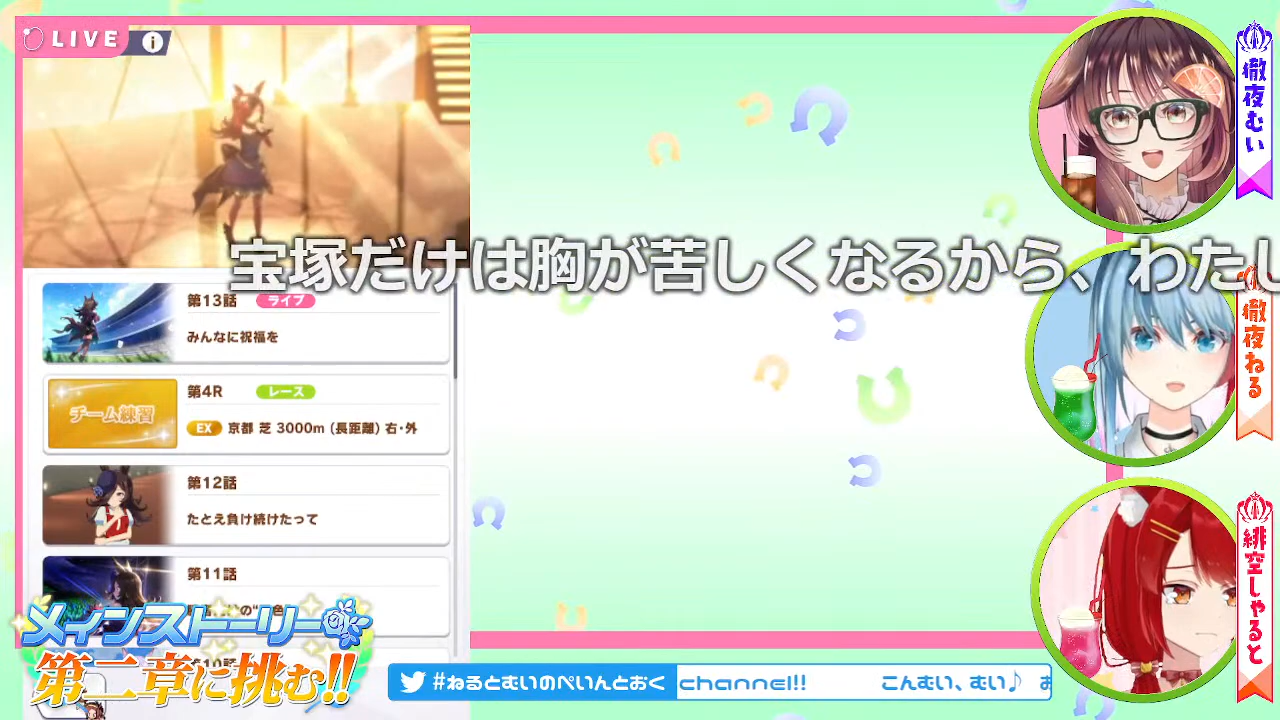 LIVE
徹夜むい
宝塚だけは胸が苦しくなるから、わたし
第13話 ライブ
みんなに祝福を
徹夜ねる
チーム練習
第4R レース
EX 京都 芝 3000m (長距離) 右・外
第12話
たとえ負け続けたって
第11話
緋空しゃると
メインストーリー
第二章に挑む!!
#ねるとむいのぺいんとおく channel!! こんむい、むい♪ お